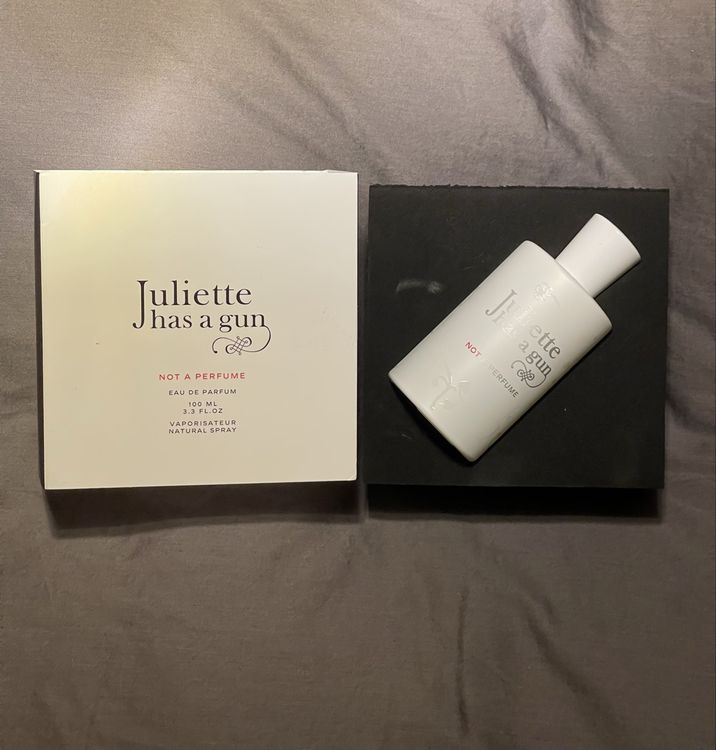 Juliette
has a gun
NOT A PERFUME
EAU DE PARFUM
100 ML
3.3 FL.OZ
VAPORISATEUR
NATURAL SPRAY
Juliette
has a gun
NOT A PERFUME